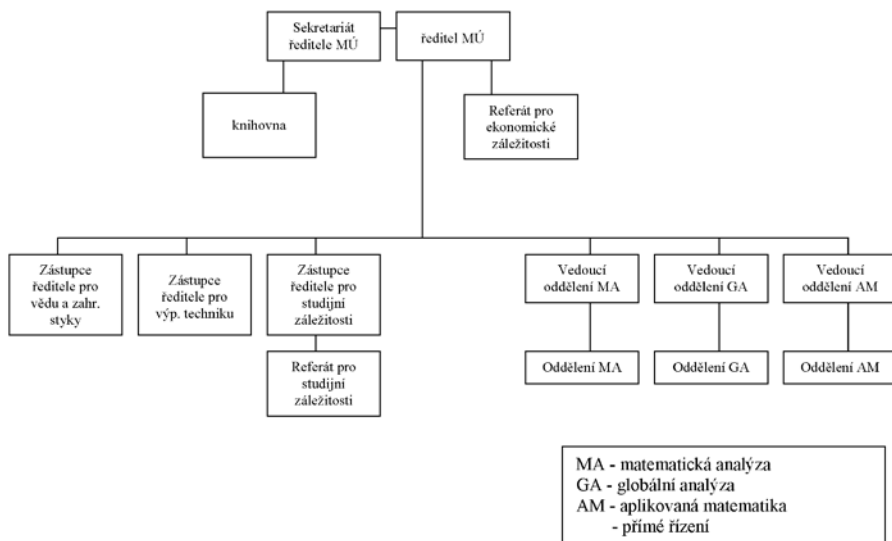 Sekretariát
ředitele MÚ
ředitel MÚ
knihovna
Referát pro
ekonomické
záležitosti
Zástupce
ředitele pro
vědu a zahr.
styky
Zástupce
ředitele pro
výp. techniku
Zástupce
ředitele pro
studijní
záležitosti
Vedoucí
oddělení MA
Vedoucí
oddělení GA
Vedoucí
oddělení AM
Referát pro
studijní
záležitosti
Oddělení MA
Oddělení GA
Oddělení AM
MA - matematická analýza
GA - globální analýza
AM - aplikovaná matematika
- přímé řízení